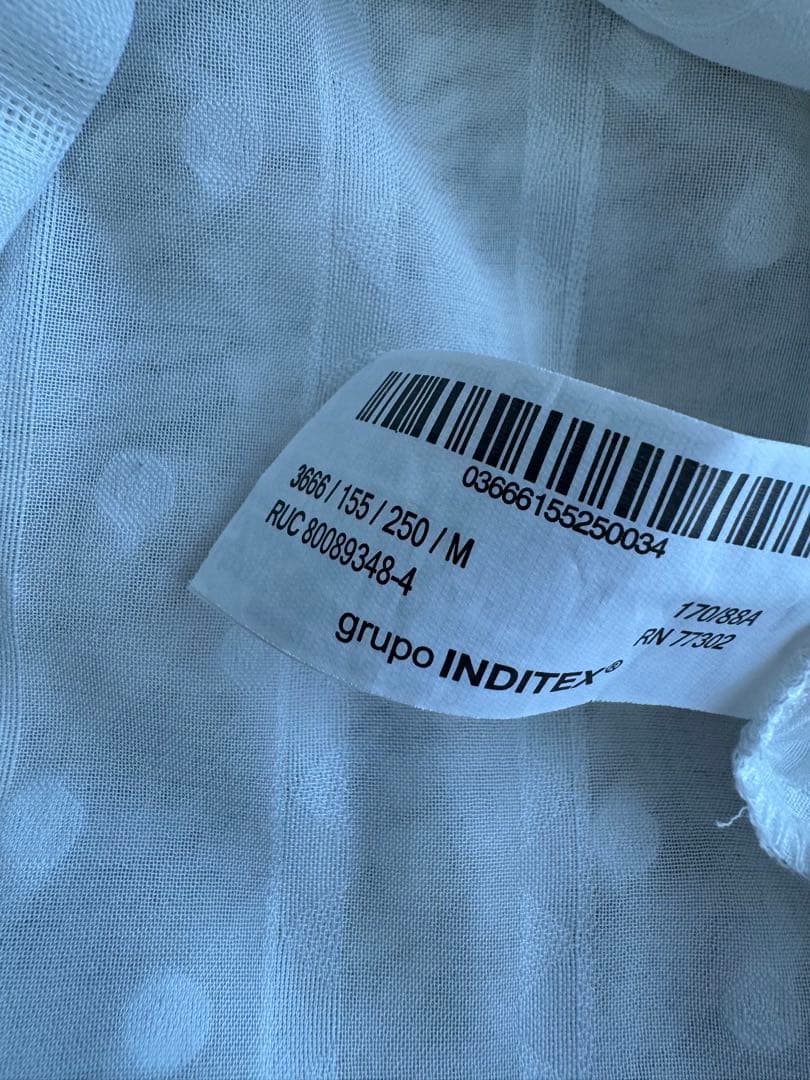 03666155250034
3666 / 155 / 250 / M
RUC 80089348-4
170/88A
RN 77302
grupo INDITEX®